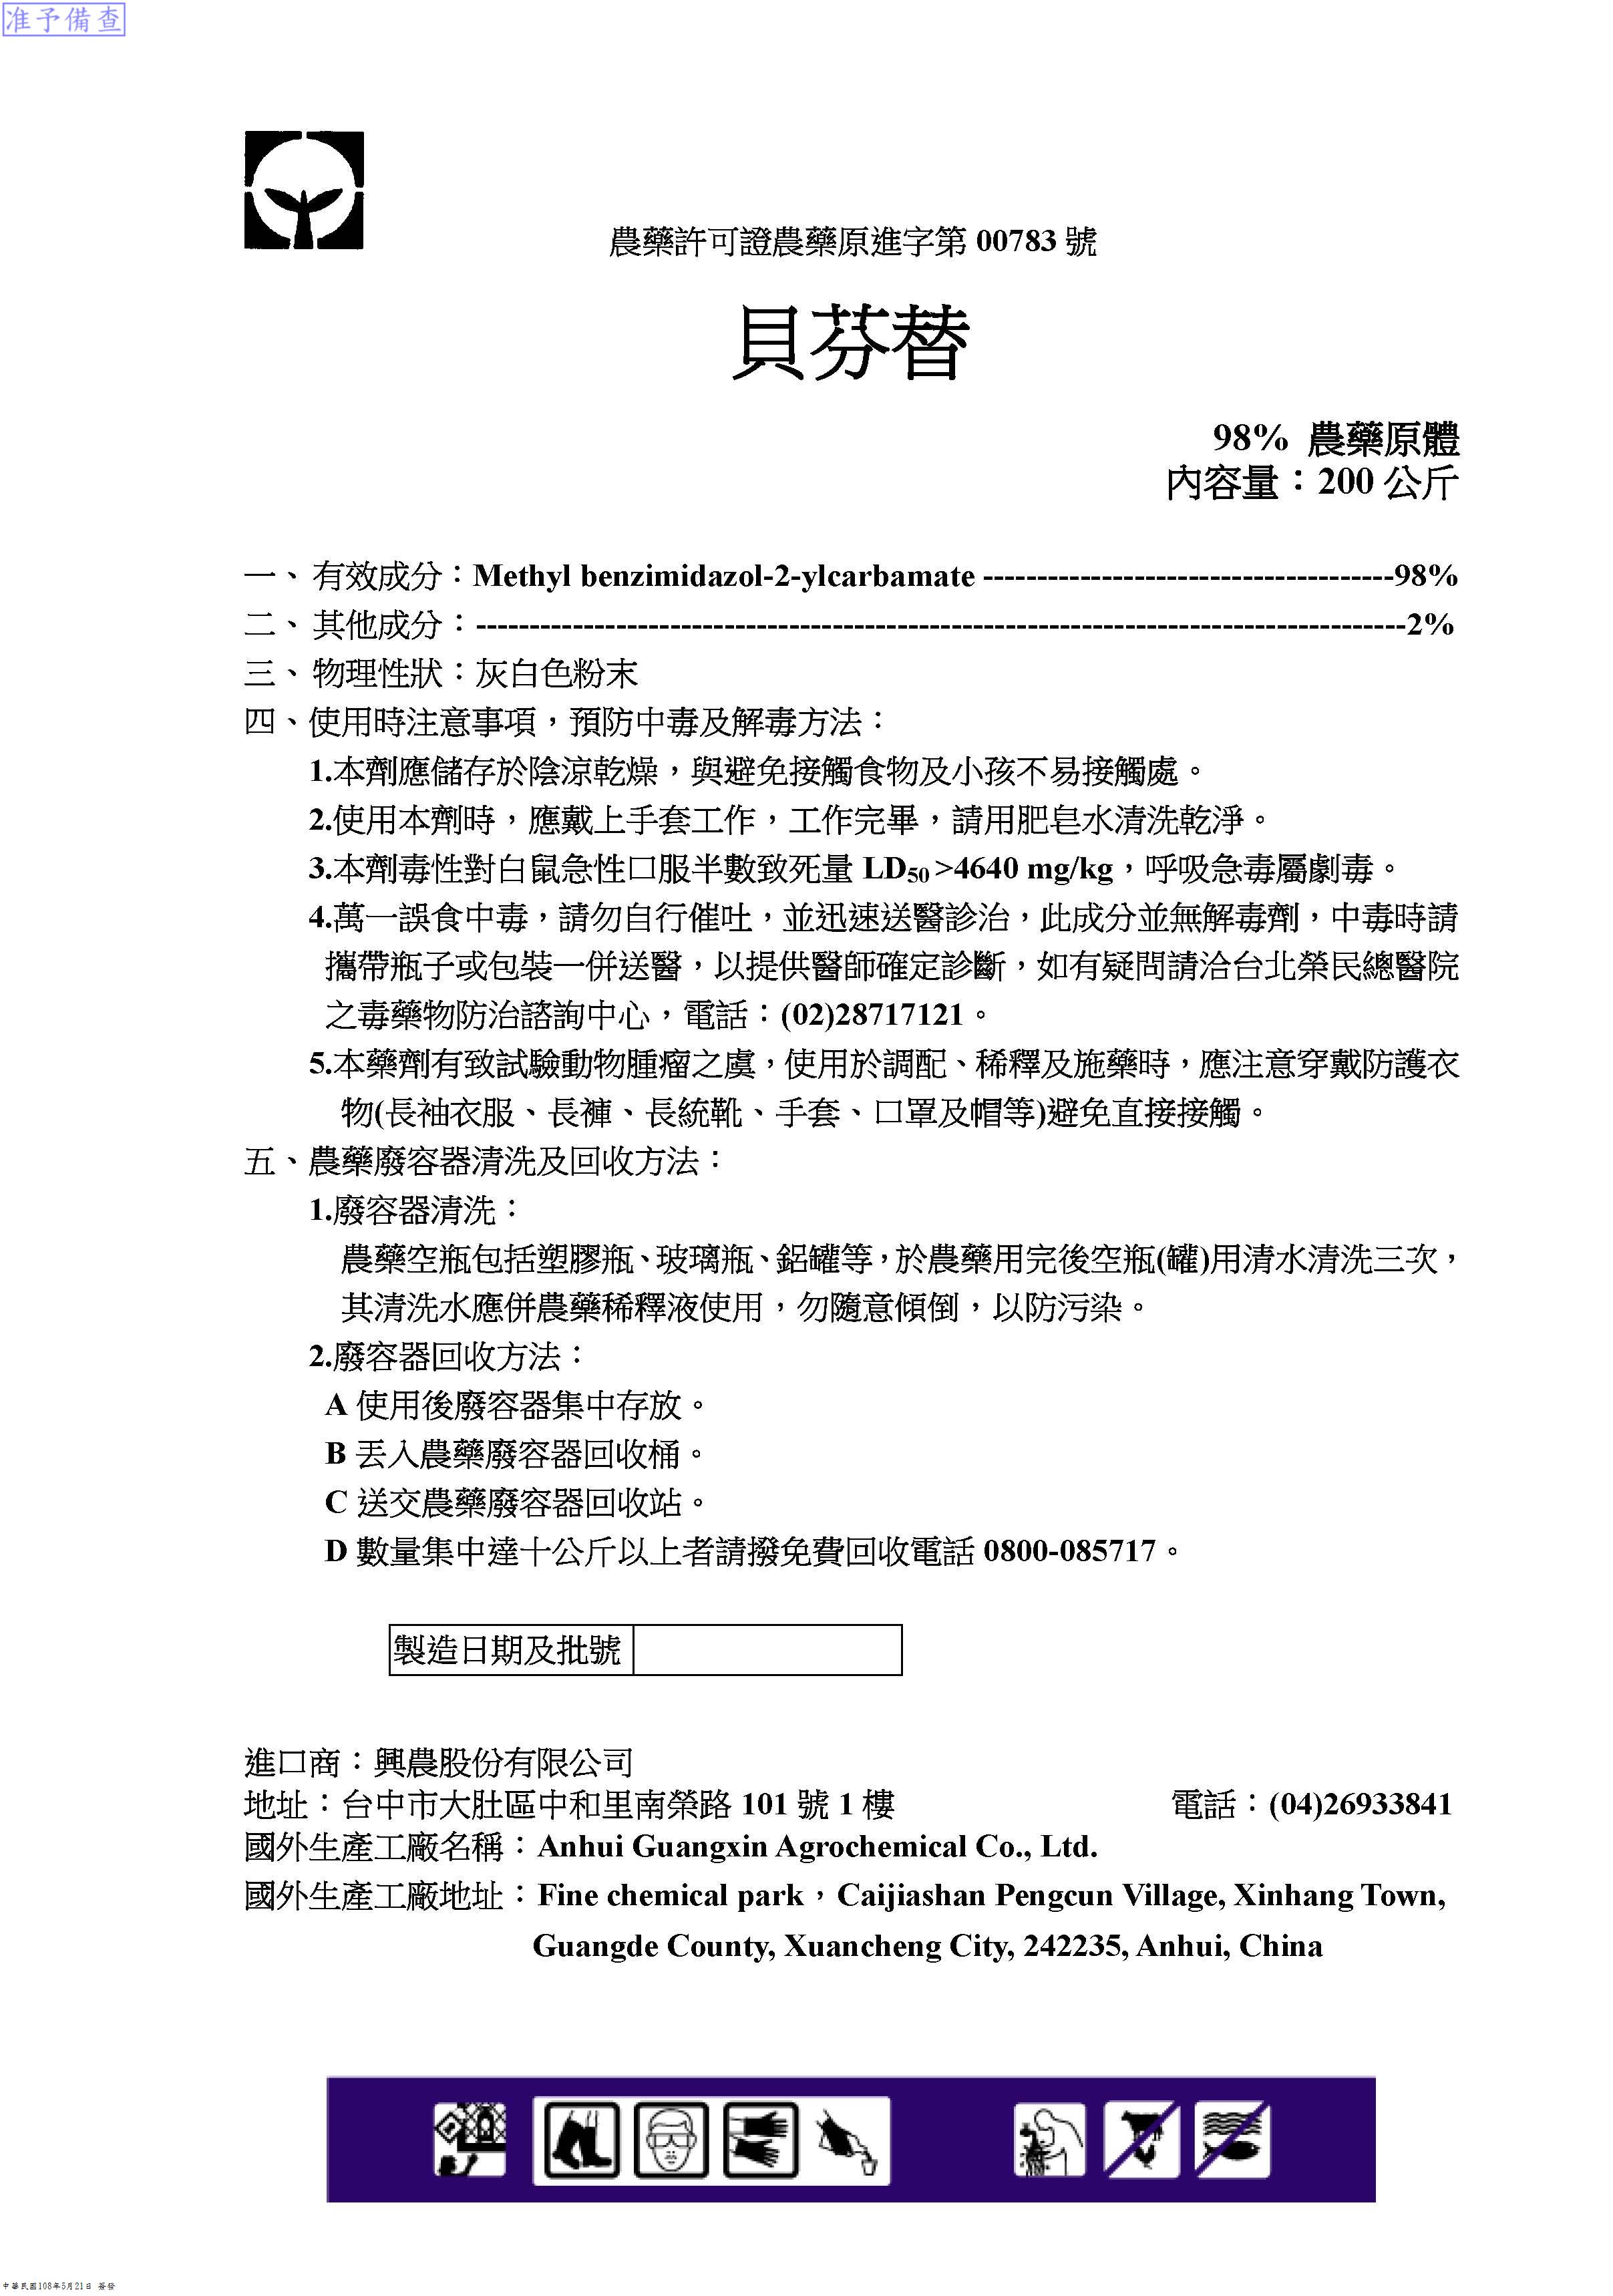 准予備查
農藥許可證農藥原進字第 00783 號
貝芬替
98% 農藥原體
內容量：200 公斤
一、有效成分：Methyl benzimidazol-2-ylcarbamate --------------------------------------98%
二、其他成分：--------------------------------------------------------------------------------------2%
三、物理性狀：灰白色粉末
四、使用時注意事項，預防中毒及解毒方法：
1.本劑應儲存於陰涼乾燥，與避免接觸食物及小孩不易接觸處。
2.使用本劑時，應戴上手套工作，工作完畢，請用肥皂水清洗乾淨。
3.本劑毒性對白鼠急性口服半數致死量 LD50 >4640 mg/kg，呼吸急毒屬劇毒。
4.萬一誤食中毒，請勿自行催吐，並迅速送醫診治，此成分並無解毒劑，中毒時請
攜帶瓶子或包裝一併送醫，以提供醫師確定診斷，如有疑問請洽台北榮民總醫院
之毒藥物防治諮詢中心，電話：(02)28717121。
5.本藥劑有致試驗動物腫瘤之虞，使用於調配、稀釋及施藥時，應注意穿戴防護衣
物(長袖衣服、長褲、長統靴、手套、口罩及帽等)避免直接接觸。
五、農藥廢容器清洗及回收方法：
1.廢容器清洗：
農藥空瓶包括塑膠瓶、玻璃瓶、鋁罐等，於農藥用完後空瓶(罐)用清水清洗三次，
其清洗水應併農藥稀釋液使用，勿隨意傾倒，以防污染。
2.廢容器回收方法：
A 使用後廢容器集中存放。
B 丟入農藥廢容器回收桶。
C 送交農藥廢容器回收站。
D 數量集中達十公斤以上者請撥免費回收電話 0800-085717。
製造日期及批號
進口商：興農股份有限公司
地址：台中市大肚區中和里南榮路 101 號 1 樓 電話：(04)26933841
國外生產工廠名稱：Anhui Guangxin Agrochemical Co., Ltd.
國外生產工廠地址：Fine chemical park，Caijiashan Pengcun Village, Xinhang Town,
Guangde County, Xuancheng City, 242235, Anhui, China
中華民國108年5月21日 簽發